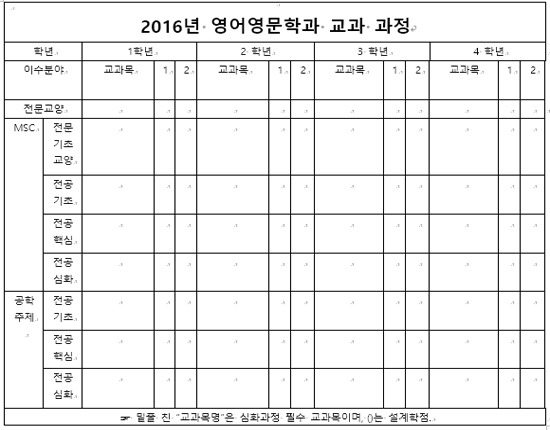 2016년 영어영문학과 교과 과정
학년 1학년 2 학년 3 학년 4 학년
이수분야 교과목 1 2 교과목 1 2 교과목 1 2 교과목 1 2
전문교양
MSC 전문
기초
교양
전공
기초
전공
핵심
전공
심화
공학 전공
주제 기초
전공
핵심
전공
심화
☞ 밑줄 친 “교과목명”은 심화과정 필수 교과목이며, ()는 설계학점.